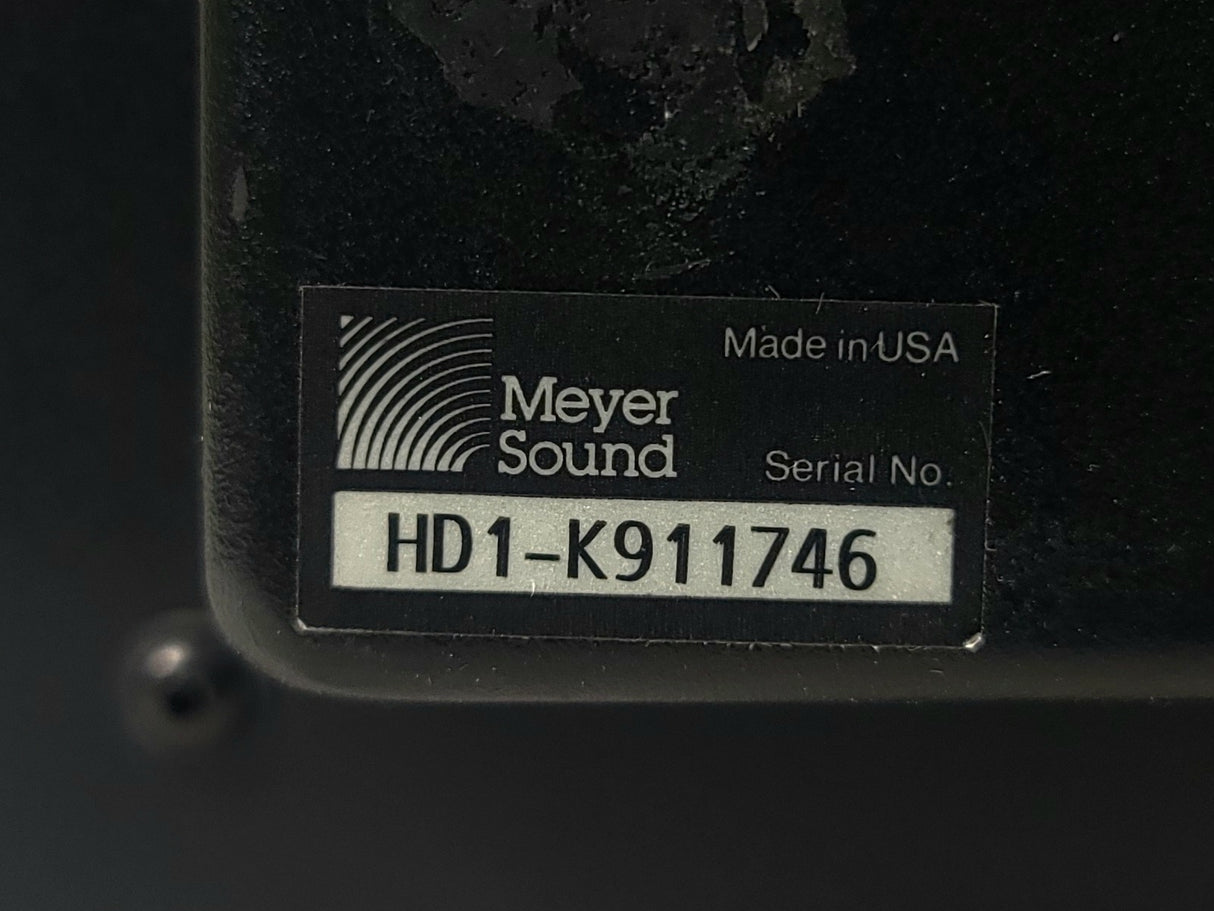 Made in USA
Meyer
Sound
Serial No.
HD1-K911746